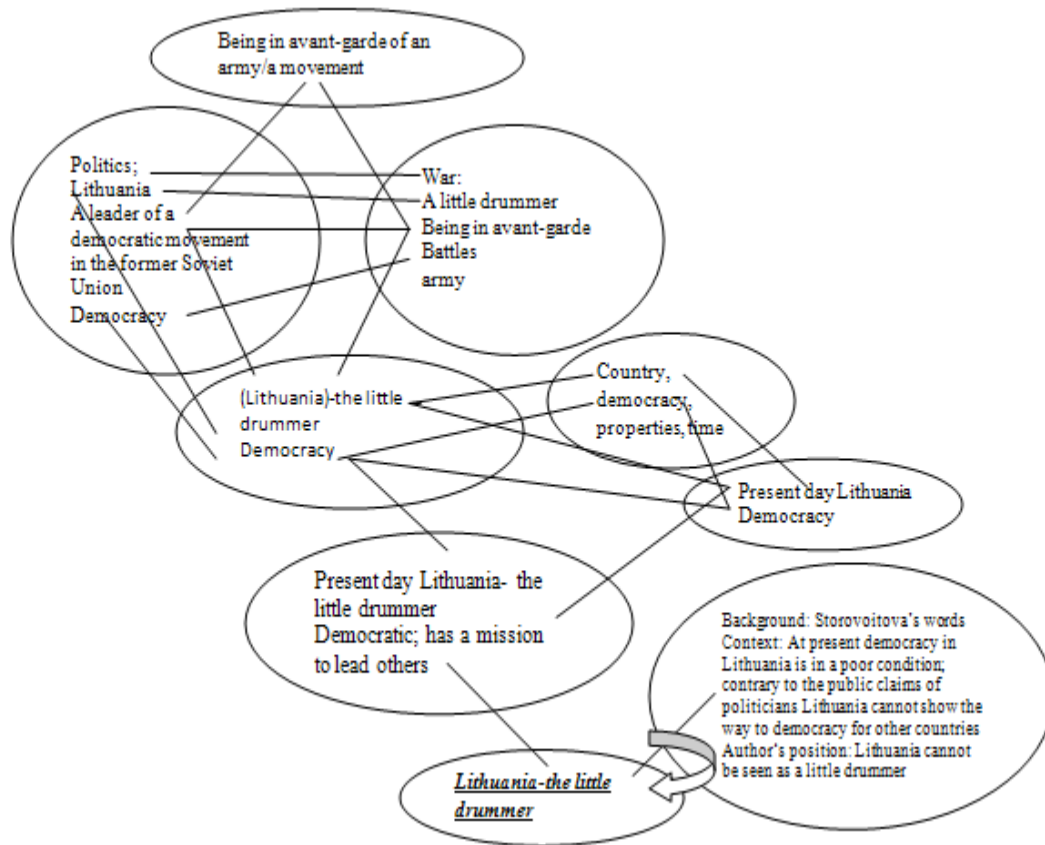 Being in avant-garde of an
army/a movement
Politics;
Lithuania
A leader of a
democratic movement
in the former Soviet
Union
Democracy
War:
A little drummer
Being in avant-garde
Battles
army
(Lithuania)-the little
drummer
Democracy
Country,
democracy,
properties, time
Present day Lithuania
Democracy
Present day Lithuania- the
little drummer
Democratic; has a mission
to lead others
Background: Storovoitova's words
Context: At present democracy in
Lithuania is in a poor condition;
contrary to the public claims of
politicians Lithuania cannot show the
way to democracy for other countries
Author's position: Lithuania cannot
be seen as a little drummer
Lithuania-the little
drummer